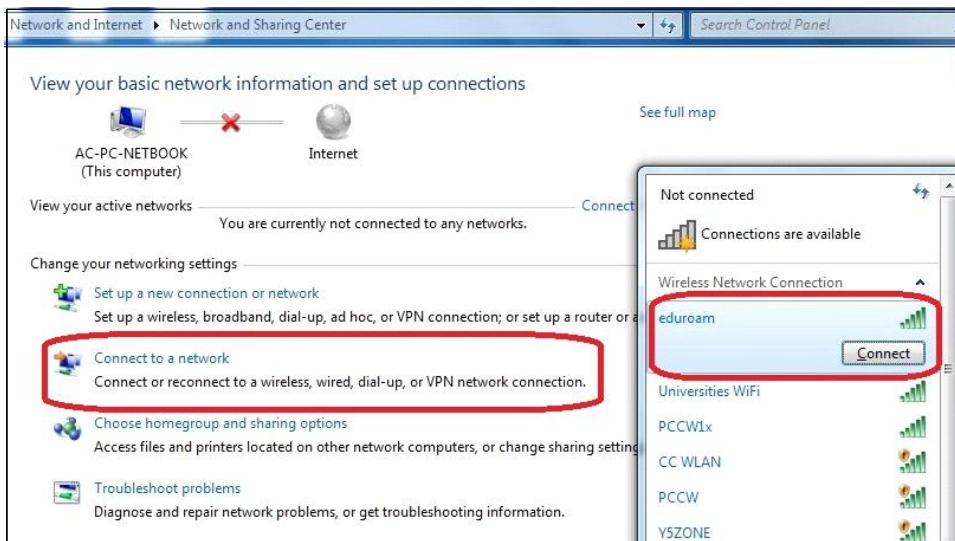 Network and Internet ▸ Network and Sharing Center
Search Control Panel
View your basic network information and set up connections
See full map
AC-PC-NETBOOK
(This computer)
Internet
View your active networks
Connect
You are currently not connected to any networks.
Change your networking settings
Set up a new connection or network
Set up a wireless, broadband, dial-up, ad hoc, or VPN connection; or set up a router or a
Connect to a network
Connect or reconnect to a wireless, wired, dial-up, or VPN network connection.
Choose homegroup and sharing options
Access files and printers located on other network computers, or change sharing setting
Troubleshoot problems
Diagnose and repair network problems, or get troubleshooting information.
Not connected
Connections are available
Wireless Network Connection
eduroam
Connect
Universities WiFi
PCCW1x
CC WLAN
PCCW
Y5ZONE